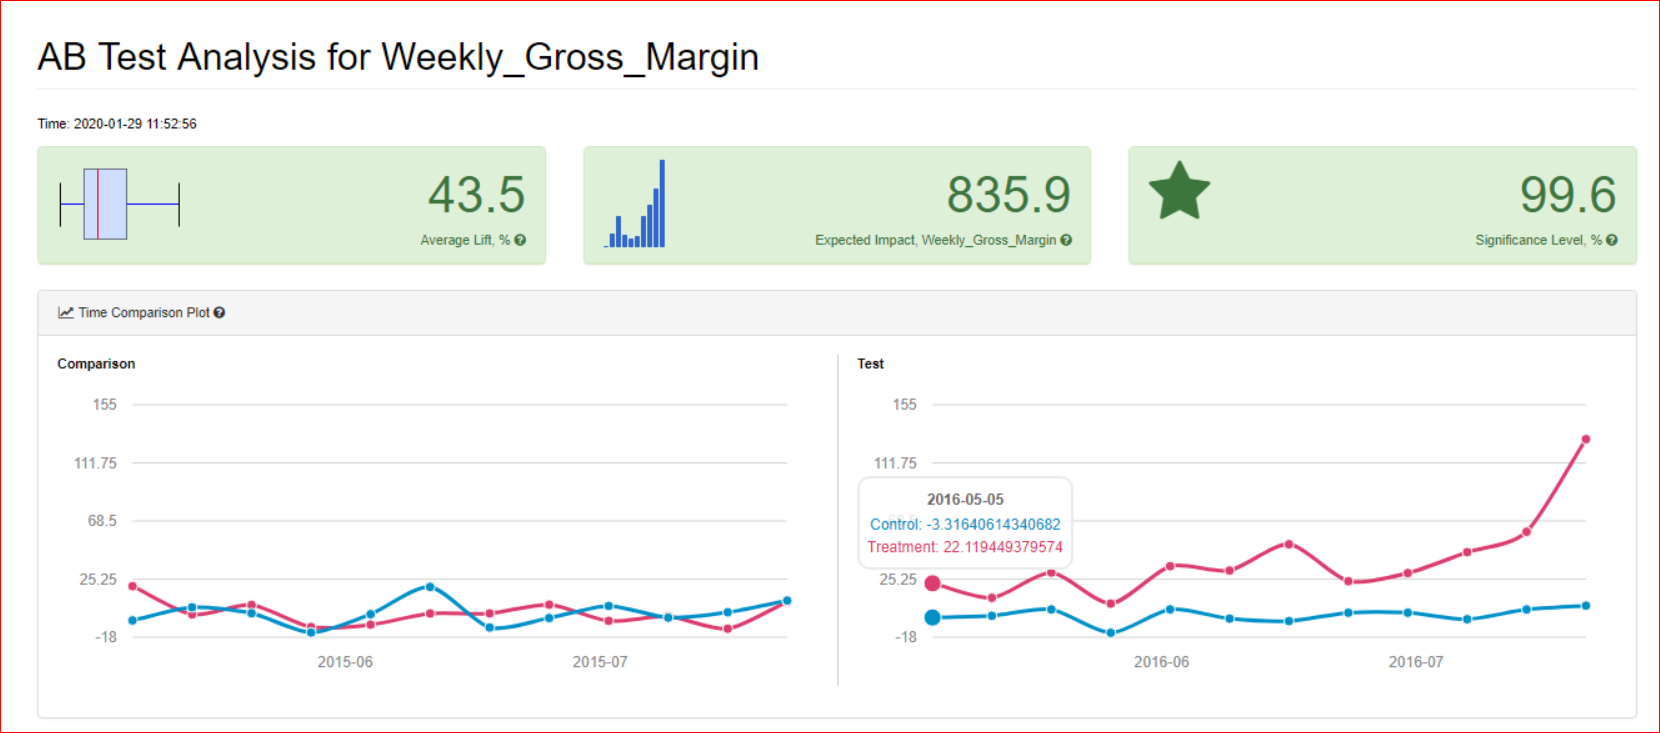 AB Test Analysis for Weekly_Gross_Margin
Time: 2020-01-29 11:52:56
43.5
Average Lift, %
835.9
Expected Impact, Weekly_Gross_Margin
99.6
Significance Level, %
Time Comparison Plot
Comparison
155
111.75
68.5
25.25
-18
2015-06
2015-07
Test
155
111.75
2016-05-05
Control: -3.31640614340682
Treatment: 22.119449379574
68.5
25.25
-18
2016-06
2016-07